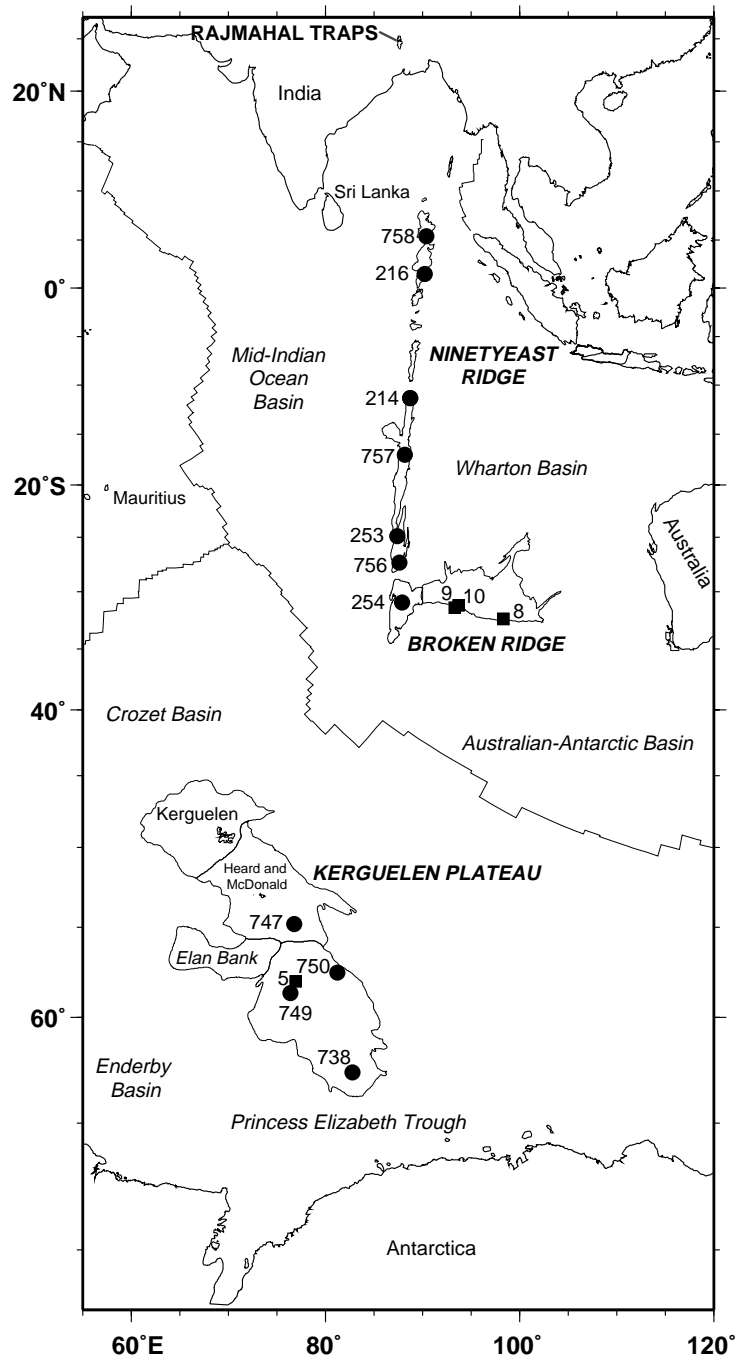 RAJMAHAL TRAPS
20˚N
India
Sri Lanka
758
216
0˚
Mid-Indian
Ocean
Basin
NINETYEAST
RIDGE
214
757
Wharton Basin
20˚S
Mauritius
Australia
253
756
254
9
10
8
BROKEN RIDGE
40˚
Crozet Basin
Australian-Antarctic Basin
Kerguelen
Heard and
McDonald
KERGUELEN PLATEAU
747
Elan Bank
750
5
749
60˚
738
Enderby
Basin
Princess Elizabeth Trough
Antarctica
60˚E
80˚
100˚
120˚